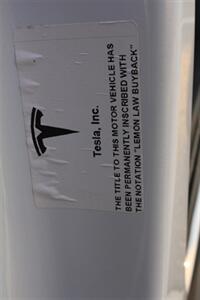 Tesla, Inc.
THE TITLE TO THIS MOTOR VEHICLE HAS
BEEN PERMANENTLY INSCRIBED WITH
THE NOTATION "LEMON LAW BUYBACK"